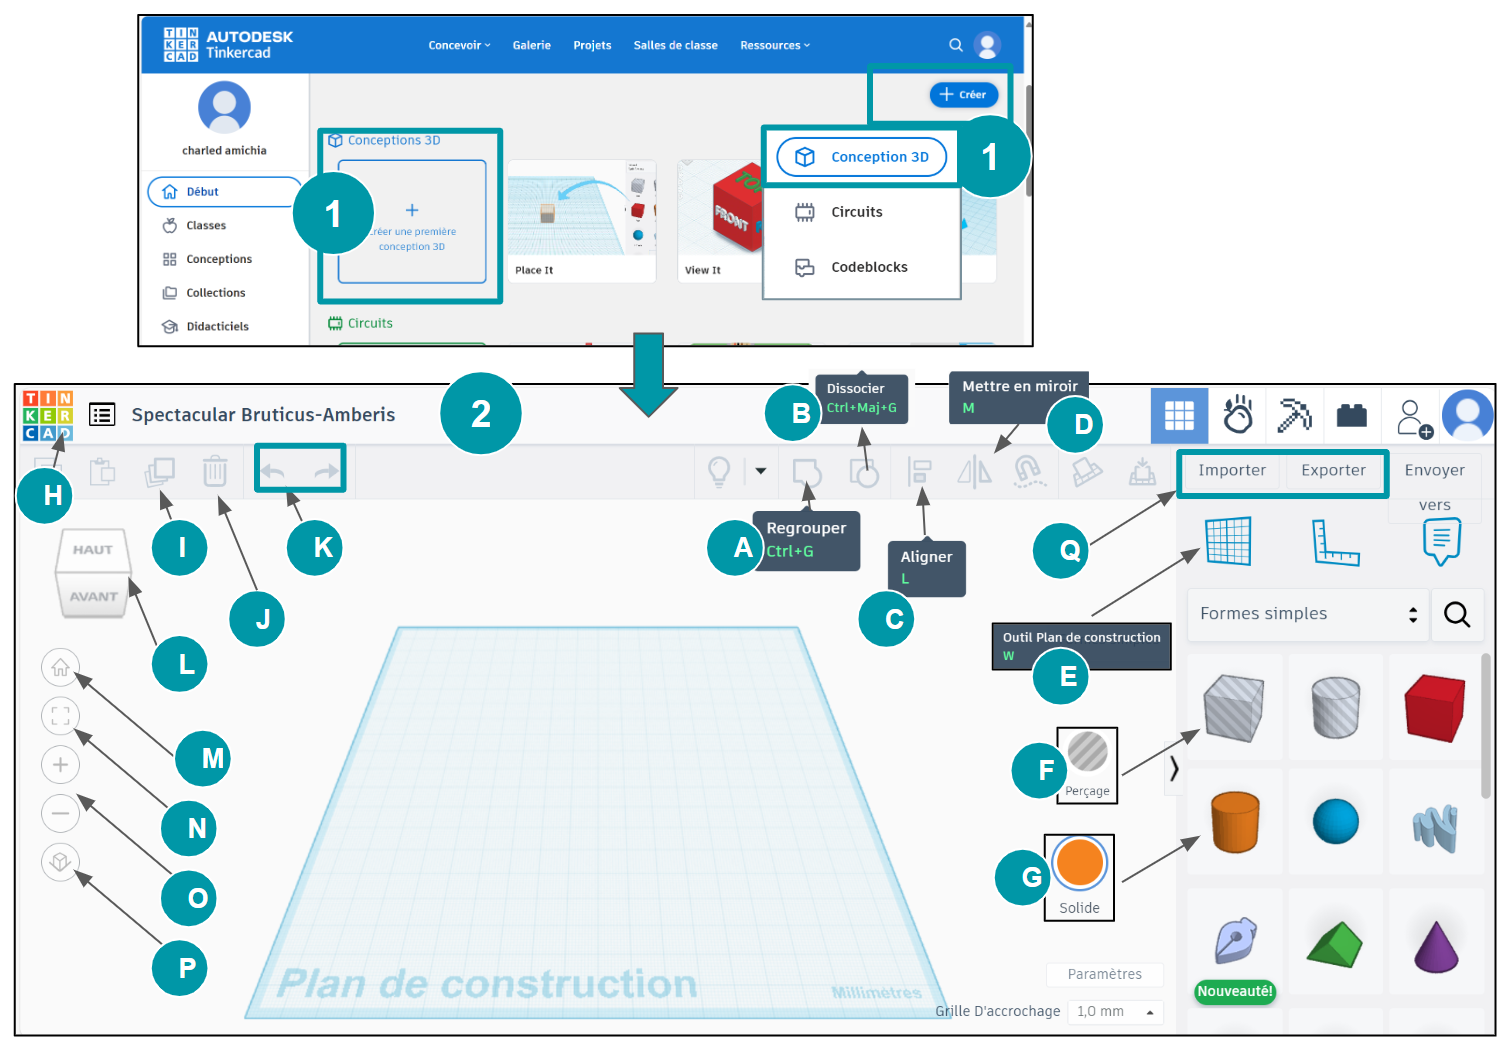 TIN
KER
CAD
AUTODESK
Tinkercad
Concevoir
Galerie
Projets
Salles de classe
Ressources
Créer
charled amichia
Début
Classes
Conceptions
Collections
Didacticiels
Conceptions 3D
1
Créer une première
conception 3D
Place It
TOP
FRONT
View It
Conception 3D
1
Circuits
Codeblocks
Circuits
TIN
KER
CAD
Spectacular Bruticus-Amberis
2
B
Dissocier
Ctrl+Maj+G
Mettre en miroir
M
D
Importer
Exporter
Envoyer
vers
H
I
K
J
A
Regrouper
Ctrl+G
Aligner
L
C
Q
HAUT
AVANT
L
Outil Plan de construction
W
E
Formes simples
M
N
O
P
F
Perçage
G
Solide
Nouveauté!
Plan de construction
Millimètres
Paramètres
Grille D'accrochage
1,0 mm